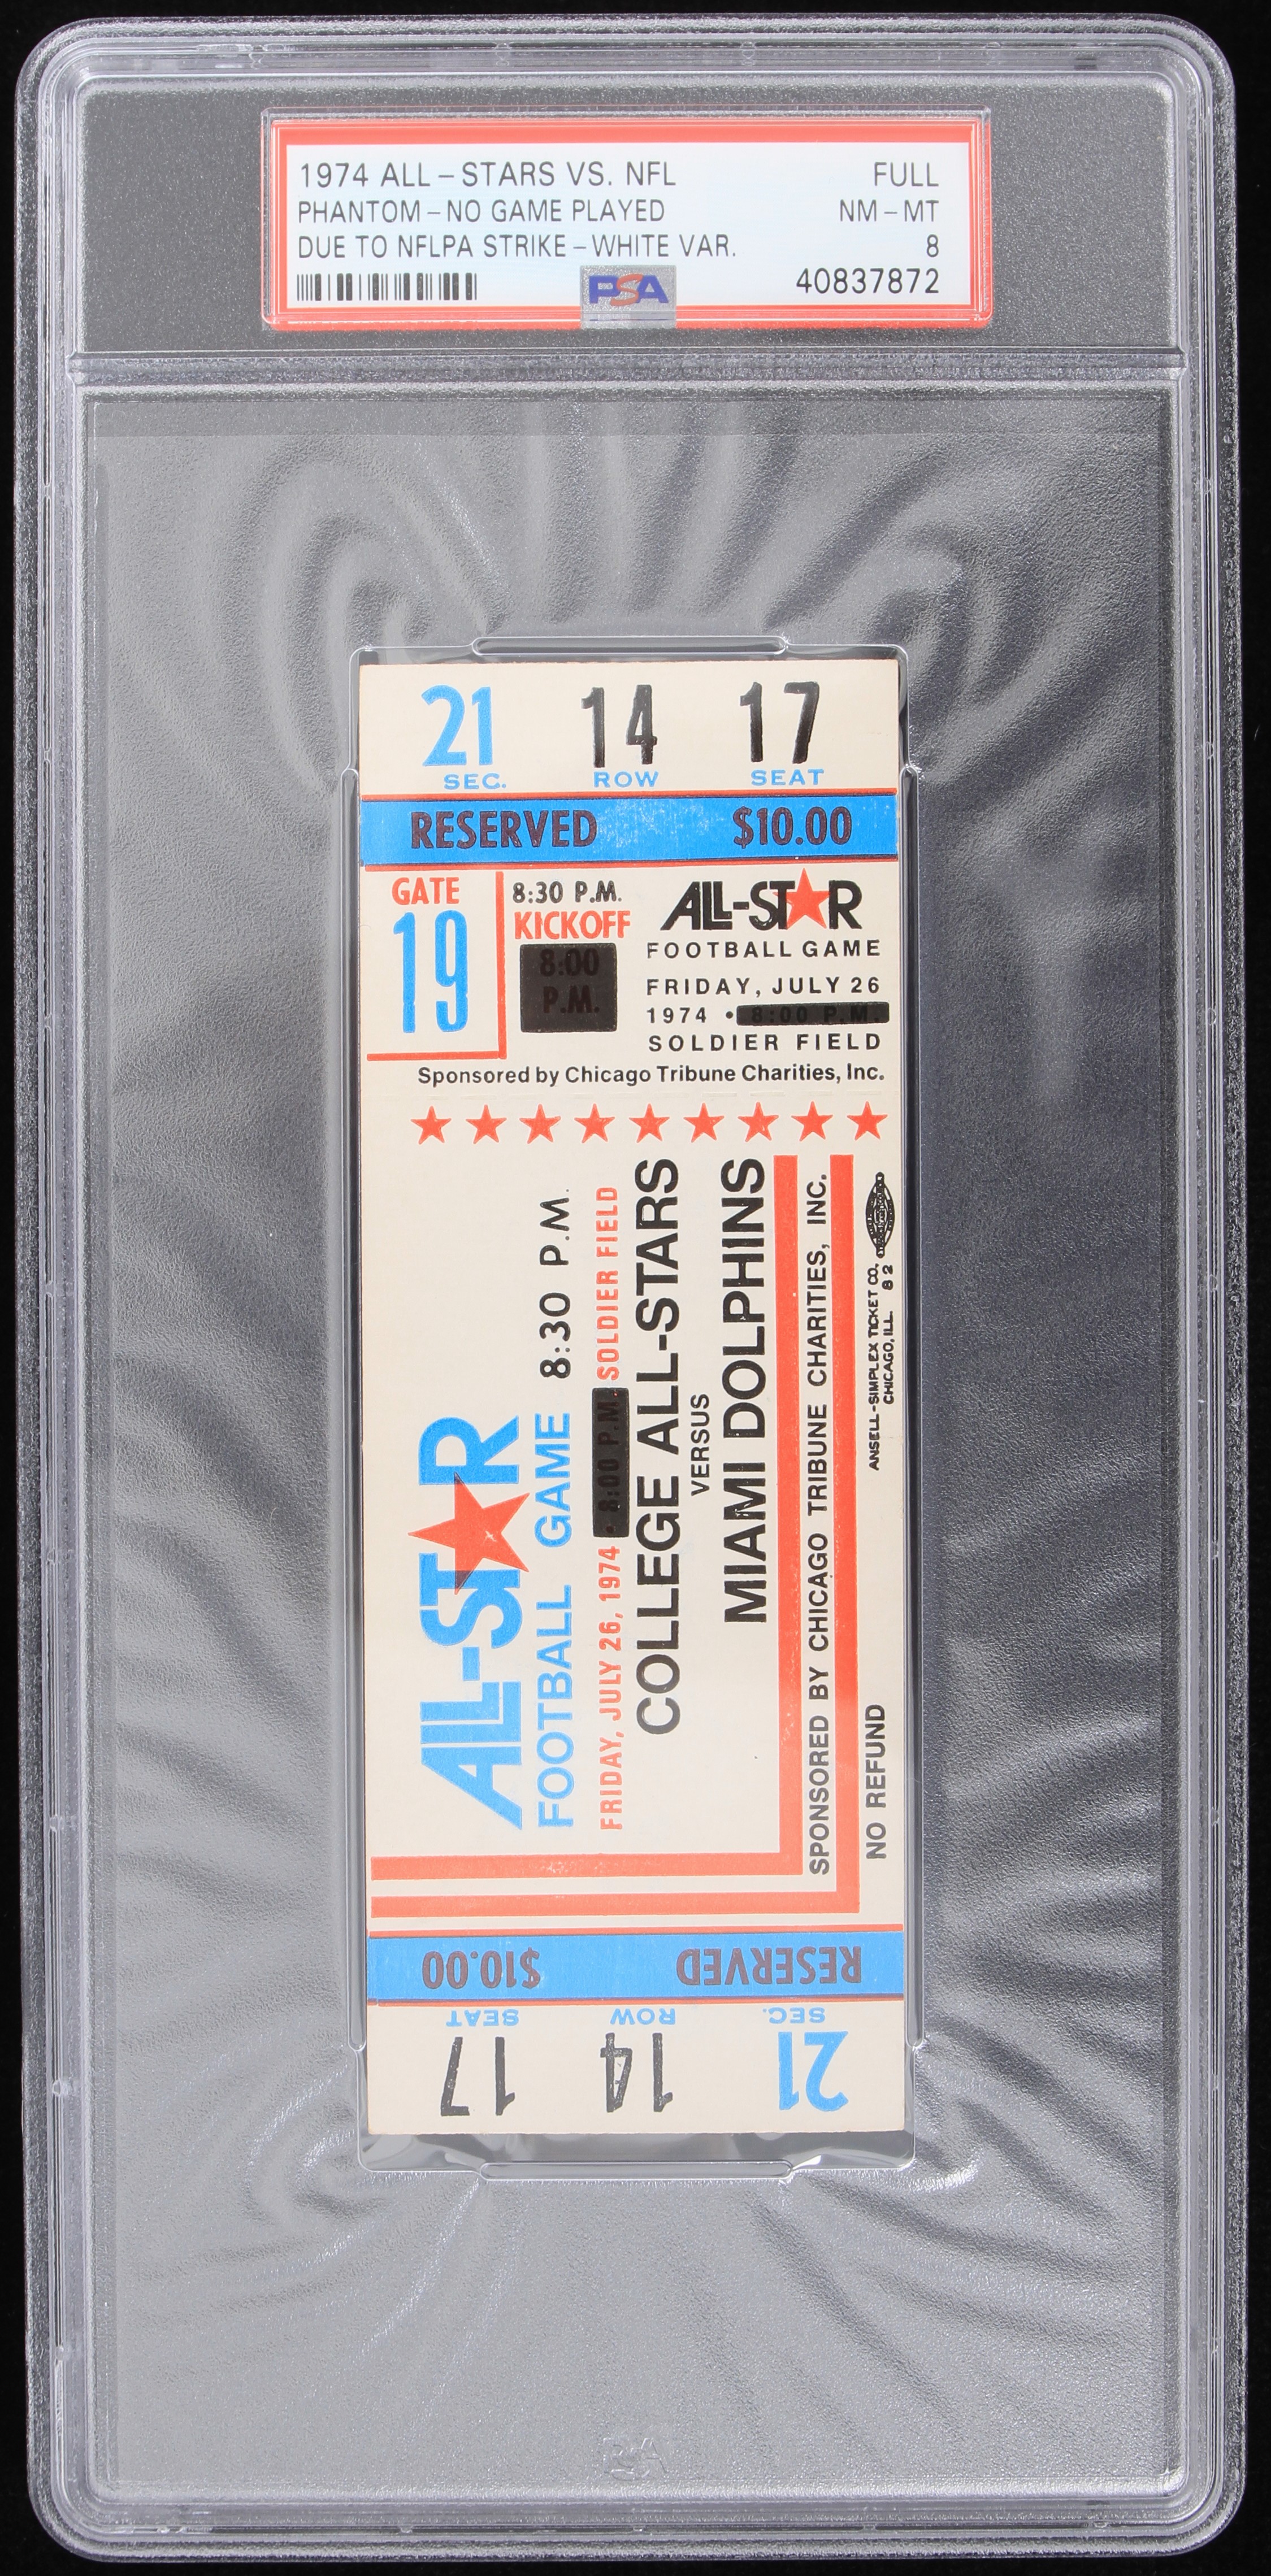 1974 ALL-STARS VS. NFL FULL
PHANTOM-NO GAME PLAYED NM-MT
DUE TO NFLPA STRIKE-WHITE VAR. 8
PSA 40837872
21 14 17
SEC. ROW SEAT
RESERVED $10.00
GATE
19
8:30 P.M.
KICKOFF
8:00
P.M.
ALL-STAR
FOOTBALL GAME
FRIDAY, JULY 26
1974 • 8:00 P.M.
SOLDIER FIELD
Sponsored by Chicago Tribune Charities, Inc.
ALL-STAR
FOOTBALL GAME 8:30 P.M.
FRIDAY, JULY 26, 1974 • 8:00 P.M. SOLDIER FIELD
COLLEGE ALL-STARS
VERSUS
MIAMI DOLPHINS
SPONSORED BY CHICAGO TRIBUNE CHARITIES, INC.
NO REFUND
ANSELL-SIMPLEX TICKET CO.
CHICAGO, ILL. 82
RESERVED $10.00
SEC. ROW SEAT
21 14 17
PSA